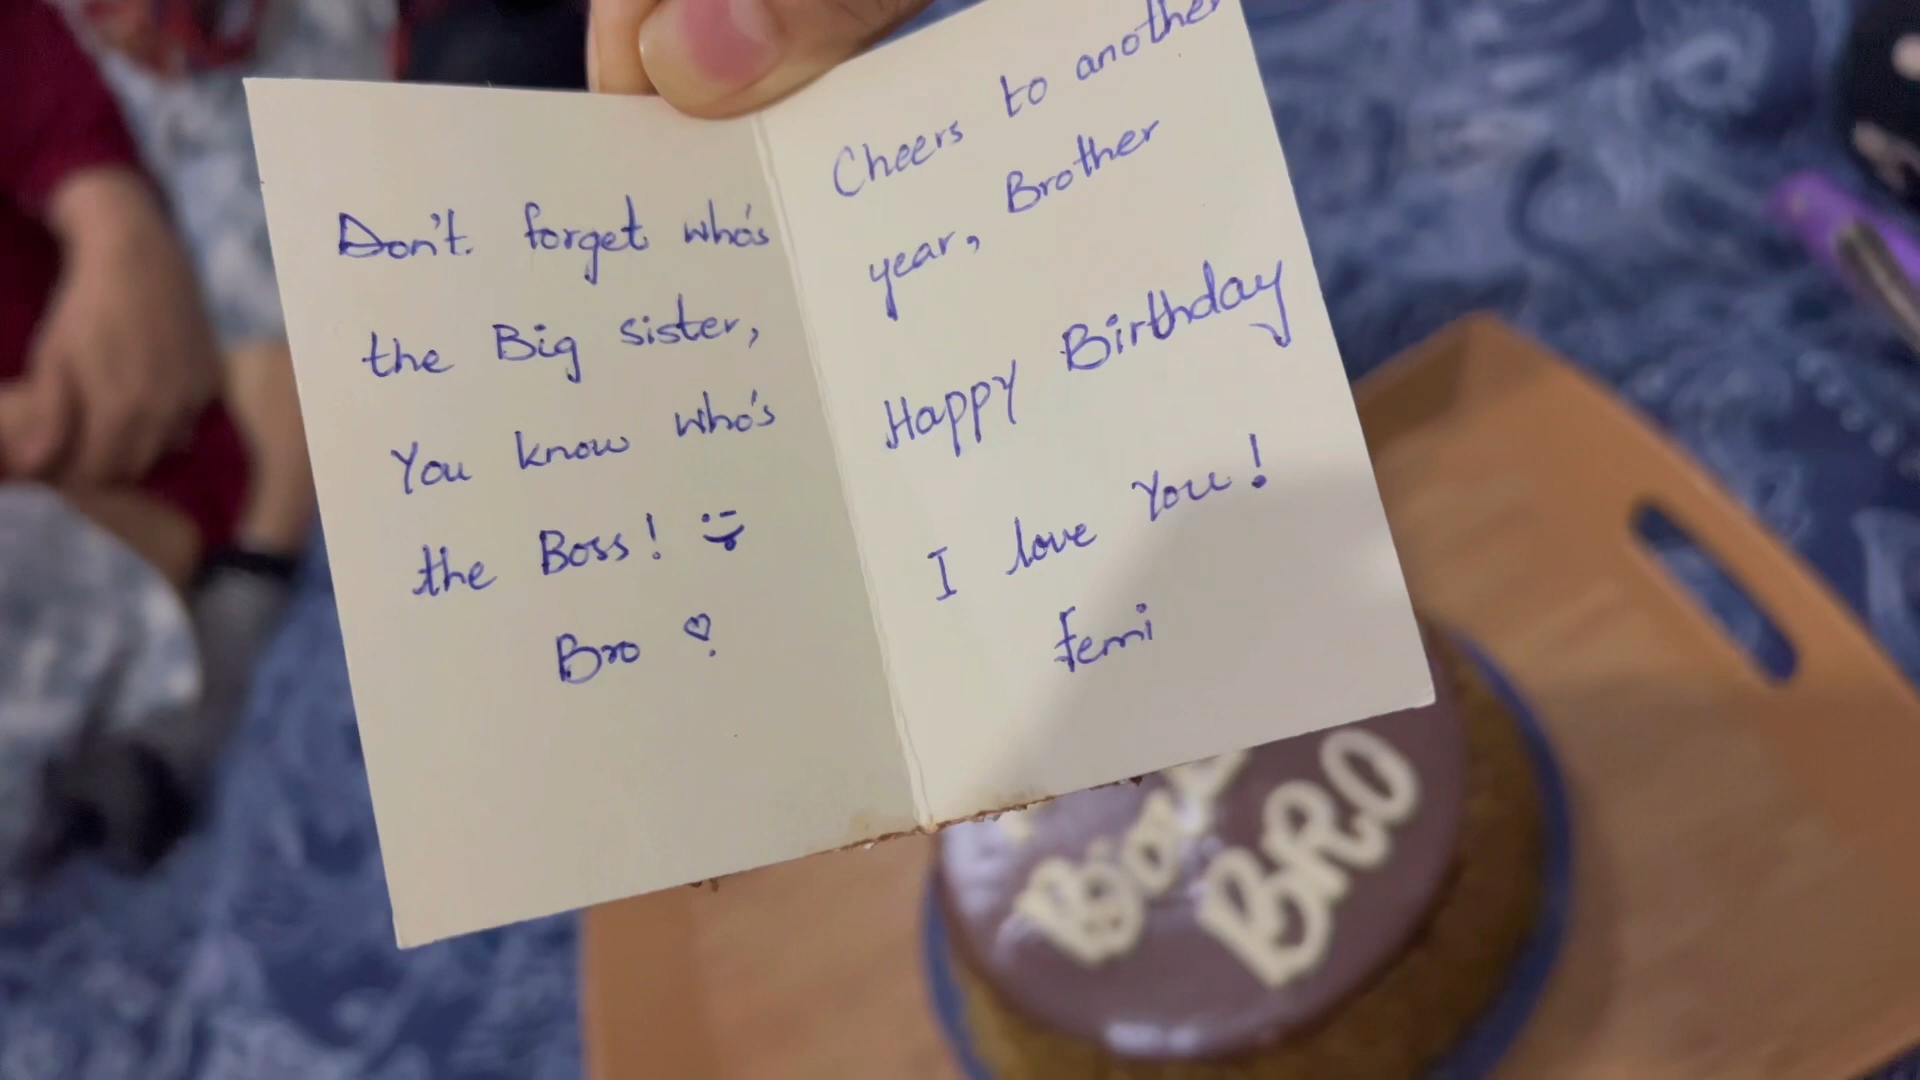 Don't forget who's
the Big sister,
You know who's
the Boss!
Bro
Cheers to another
year, Brother
Happy Birthday
I love You!
Femi
BRO